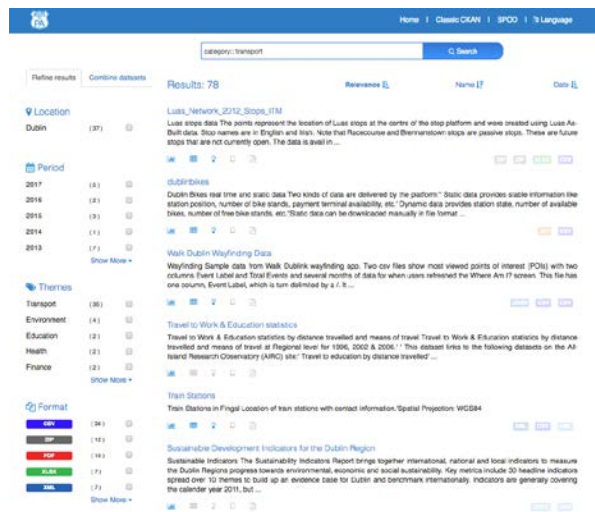 Home | Classic CKAN | SPOD | Language
category:: transport
Search
Refine results
Combine datasets
Results: 78
Relevance
Name
Date
Location
Dublin (37)
Period
2017
2016 (2)
2015 (3)
2014 (1)
2013 (7)
Show More
Themes
Transport
Environment (4)
Education (2)
Health (2)
Finance (2)
Show More
Format
CSV
ZIP
PDF
XLSX (7)
XML (7)
Show More
Luas_Network_2012_Stops_ITM
Luas stops data The points represent the location of Luas stops at the centre of the stop platform and were created using Luas As-
Built data. Stop names are in English and Irish. Note that Racecourse and Brennanstown stops are passive stops. These are future
stops that are not currently open. The data is avail in ...
dublinbikes
Dublin Bikes real time and static data Two kinds of data are delivered by the platform:" Static data provides stable information like
station position, number of bike stands, payment terminal availability, etc.' Dynamic data provides station state, number of available
bikes, number of free bike stands, etc.'Static data can be downloaded manually in file format ...
Walk Dublin Wayfinding Data
Wayfinding Sample data from Walk Dublink wayfinding app. Two csv files show most viewed points of interest (POIs) with two
columns Event Label and Total Events and several months of data for when users refreshed the Where Am I? screen. This file has
one column, Event Label, which is turn delimited by a /. It ...
Travel to Work & Education statistics
Travel to Work & Education statistics by distance travelled and means of travel Travel to Work & Education statistics by distance
travelled and means of travel at Regional level for 1996, 2002 & 2006.' ' This dataset links to the following datasets on the All-
Island Research Observatory (AIRO) site:' Travel to education by distance travelled' ...
Train Stations
Train Stations in Fingal Location of train stations with contact information.'Spatial Projection: WGS84
Sustainable Development Indicators for the Dublin Region
Sustainable Indicators The Sustainability Indicators Report brings together international, national and local indicators to measure
the Dublin Regions progress towards environmental, economic and social sustainability. Key metrics include 30 headline indicators
spread over 10 themes to build up an evidence base for Dublin and benchmark internationally. Indicators are generally covering
the calender year 2011, but ...